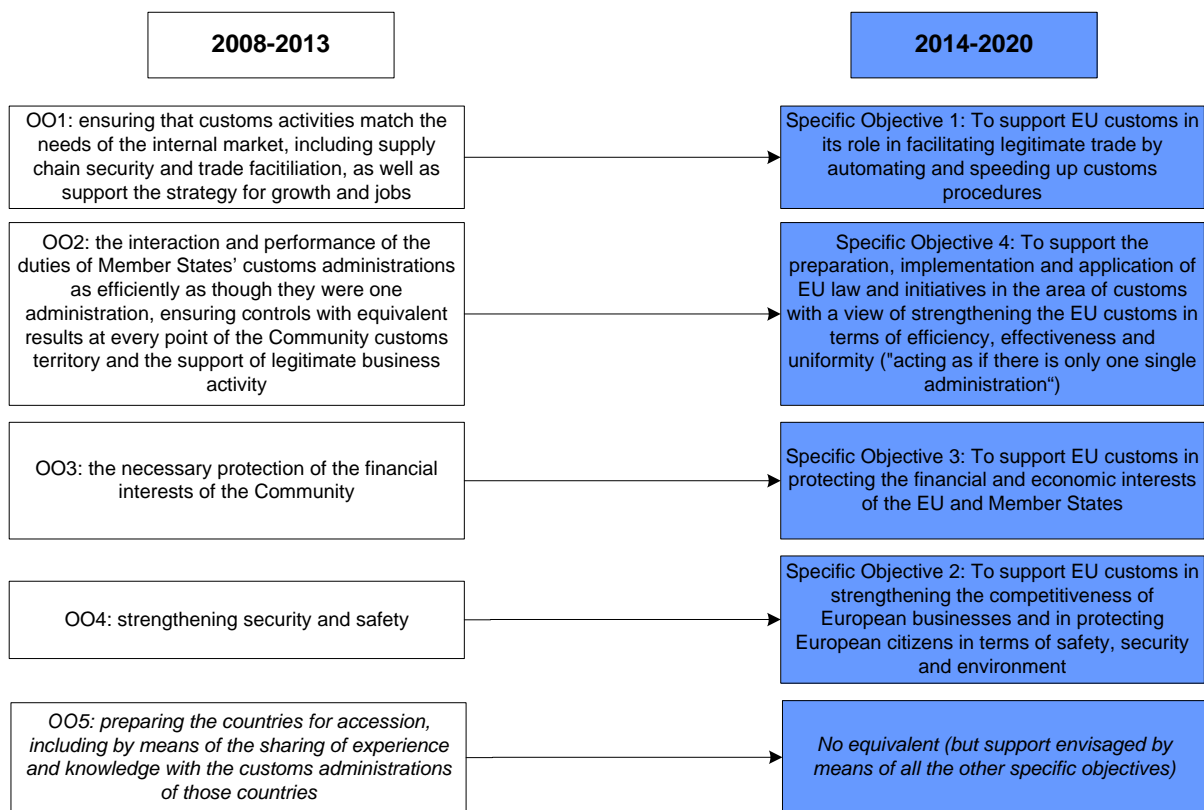 2008-2013
2014-2020
OO1: ensuring that customs activities match the
needs of the internal market, including supply
chain security and trade facitiliation, as well as
support the strategy for growth and jobs
Specific Objective 1: To support EU customs in
its role in facilitating legitimate trade by
automating and speeding up customs
procedures
OO2: the interaction and performance of the
duties of Member States’ customs administrations
as efficiently as though they were one
administration, ensuring controls with equivalent
results at every point of the Community customs
territory and the support of legitimate business
activity
Specific Objective 4: To support the
preparation, implementation and application of
EU law and initiatives in the area of customs
with a view of strengthening the EU customs in
terms of efficiency, effectiveness and
uniformity ("acting as if there is only one single
administration“)
OO3: the necessary protection of the financial
interests of the Community
Specific Objective 3: To support EU customs in
protecting the financial and economic interests
of the EU and Member States
OO4: strengthening security and safety
Specific Objective 2: To support EU customs in
strengthening the competitiveness of
European businesses and in protecting
European citizens in terms of safety, security
and environment
OO5: preparing the countries for accession,
including by means of the sharing of experience
and knowledge with the customs administrations
of those countries
No equivalent (but support envisaged by
means of all the other specific objectives)